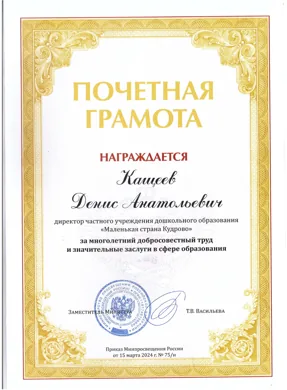 ПОЧЕТНАЯ
ГРАМОТА
НАГРАЖДАЕТСЯ
Кащеев
Денис Анатольевич
директор частного учреждения дошкольного образования
«Маленькая страна Кудрово»
за многолетний добросовестный труд
и значительные заслуги в сфере образования
ЗАМЕСТИТЕЛЬ МИНИСТРА
Т.В. ВАСИЛЬЕВА
Приказ Минпросвещения России
от 15 марта 2024 г. № 75/н